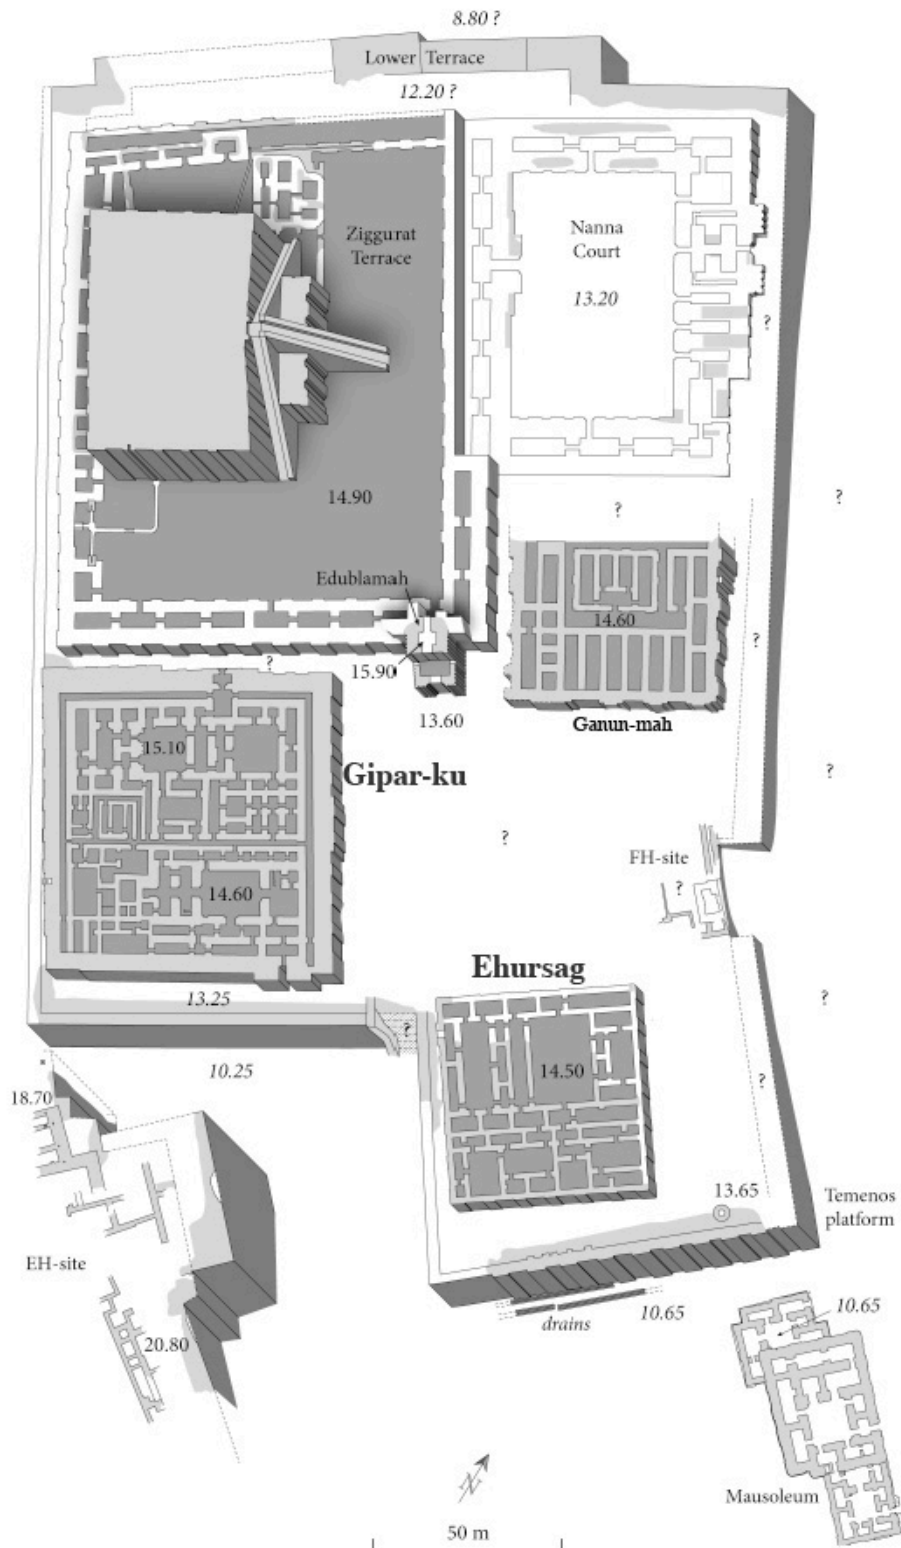 8.80 ?
Lower Terrace
12.20 ?
Ziggurat
Terrace
Nanna
Court
13.20
?
14.90
?
?
Edublamah
14.60
?
?
15.90
13.60
Ganun-mah
15.10
Gipar-ku
?
?
FH-site
?
14.60
Ehursag
13.25
?
?
14.50
10.25
?
18.70
13.65
Temenos
platform
EH-site
10.65
10.65
drains
20.80
N
Mausoleum
50 m